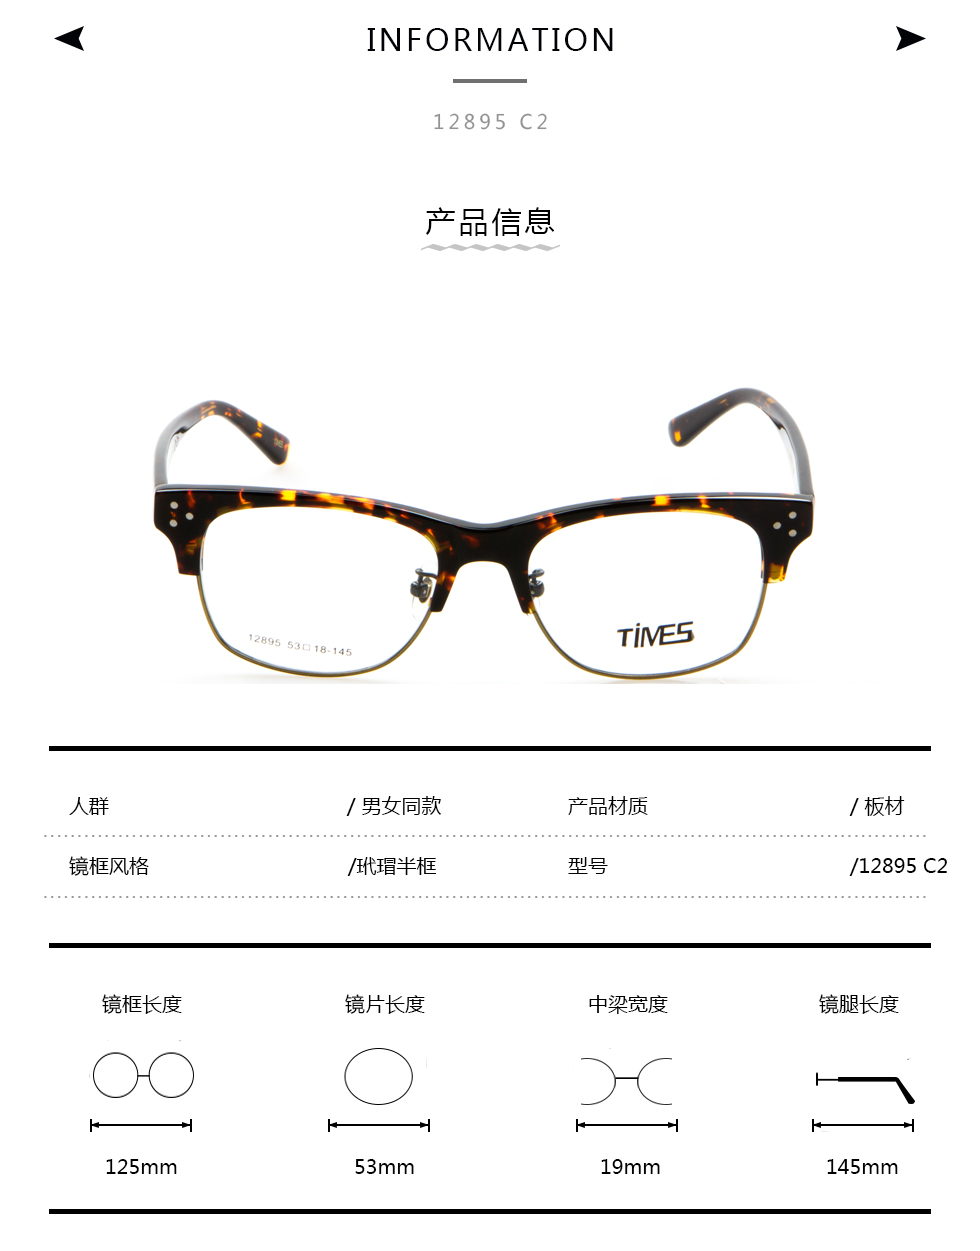 INFORMATION
12895 C2
产品信息
12895 53□18-145
TIMES
人群 / 男女同款 产品材质 / 板材
镜框风格 /玳瑁半框 型号 /12895 C2
镜框长度 镜片长度 中梁宽度 镜腿长度
125mm 53mm 19mm 145mm